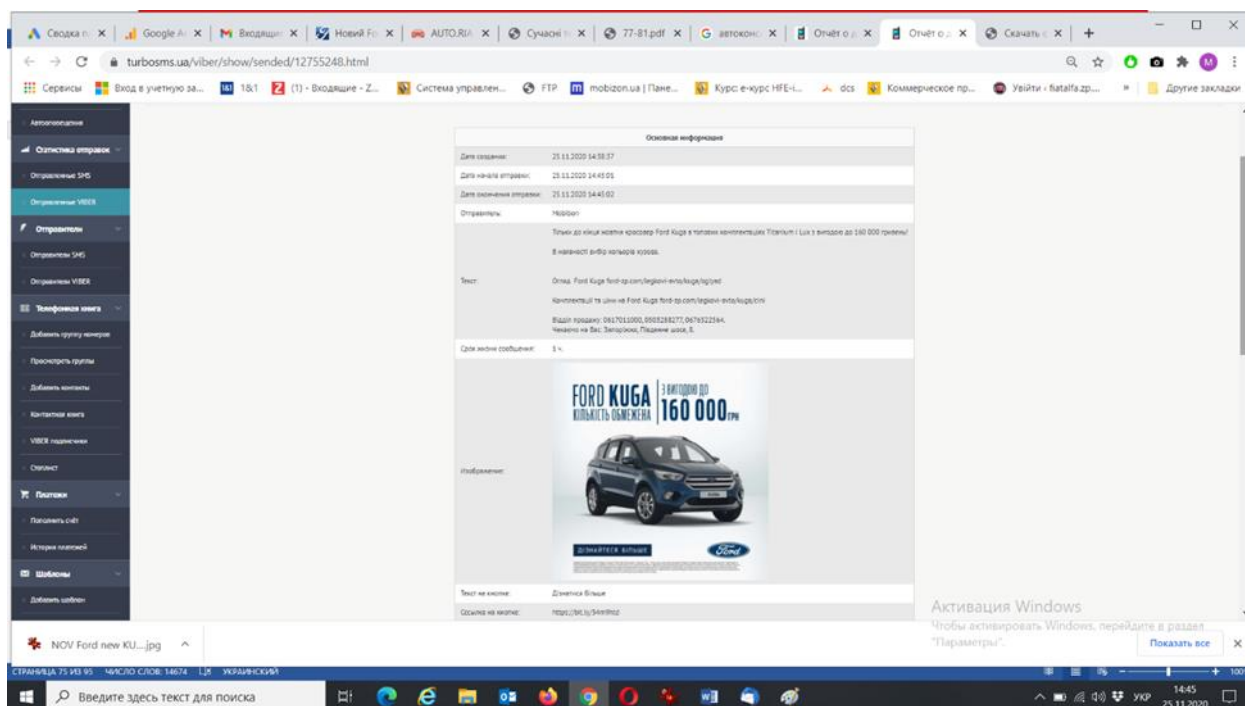 Сводка п
Google A
Входящи
Новий Fo
AUTO.RIA
Сучасні
77-81.pdf
автоконс
Отчёт о д
Отчёт о д
Скачать
turbosms.ua/viber/show/sended/12755248.html
Сервисы
Вход в учетную за...
1&1
(1) - Входящие - Z...
Система управлен...
FTP
mobizon.ua | Пане...
Курс: е-курс HFE-i...
dcs
Коммерческое пр...
Увійти ‹ fiatalfa.zp....
»
Другие закладки
Автооповещения
Статистика отправок
Отправленные SMS
Отправленные VIBER
Отправители
Отправители SMS
Отправители VIBER
Телефонная книга
Добавить группу номеров
Просмотреть группы
Добавить контакты
Контактная книга
VIBER подписчики
Стоплист
Платежи
Пополнить счёт
История платежей
Шаблоны
Добавить шаблон
Основная информация
Дата создания: 25.11.2020 14:38:37
Дата начала отправки: 25.11.2020 14:45:01
Дата окончания отправки: 25.11.2020 14:45:02
Отправитель: Mobizon
Тільки до кінця жовтня кросовер Ford Kuga в топових комплектаціях Titanium і Lux з вигодою до 160 000 гривень!
В наявності вибір кольорів кузова.
Текст:
Огляд Ford Kuga ford-zp.com/legkovi-avto/kuga/oglyad
Комплектації та ціни на Ford Kuga ford-zp.com/legkovi-avto/kuga/cini
Відділ продажу: 0617011000, 0503288277, 0676322364.
Чекаємо на Вас: Запоріжжя, Південне шосе,
Срок жизни сообщения:
FORD KUGA
КІЛЬКІСТЬ ОБМЕЖЕНА
З ВИГОДОЮ ДО
160 000 ГРН
Изображение:
ДІЗНАЙТЕСЯ БІЛЬШЕ
Ford
Текст на кнопке: Дізнатися більше
Ссылка на кнопке:
Активация Windows
Чтобы активировать Windows, перейдите в раздел
"Параметры".
NOV Ford new KU....jpg
Показать все
СТРАНИЦА 75 ИЗ 95
ЧИСЛО СЛОВ: 14674
УКРАИНСКИЙ
100
Введите здесь текст для поиска
УКР
14:45
25.11.2020